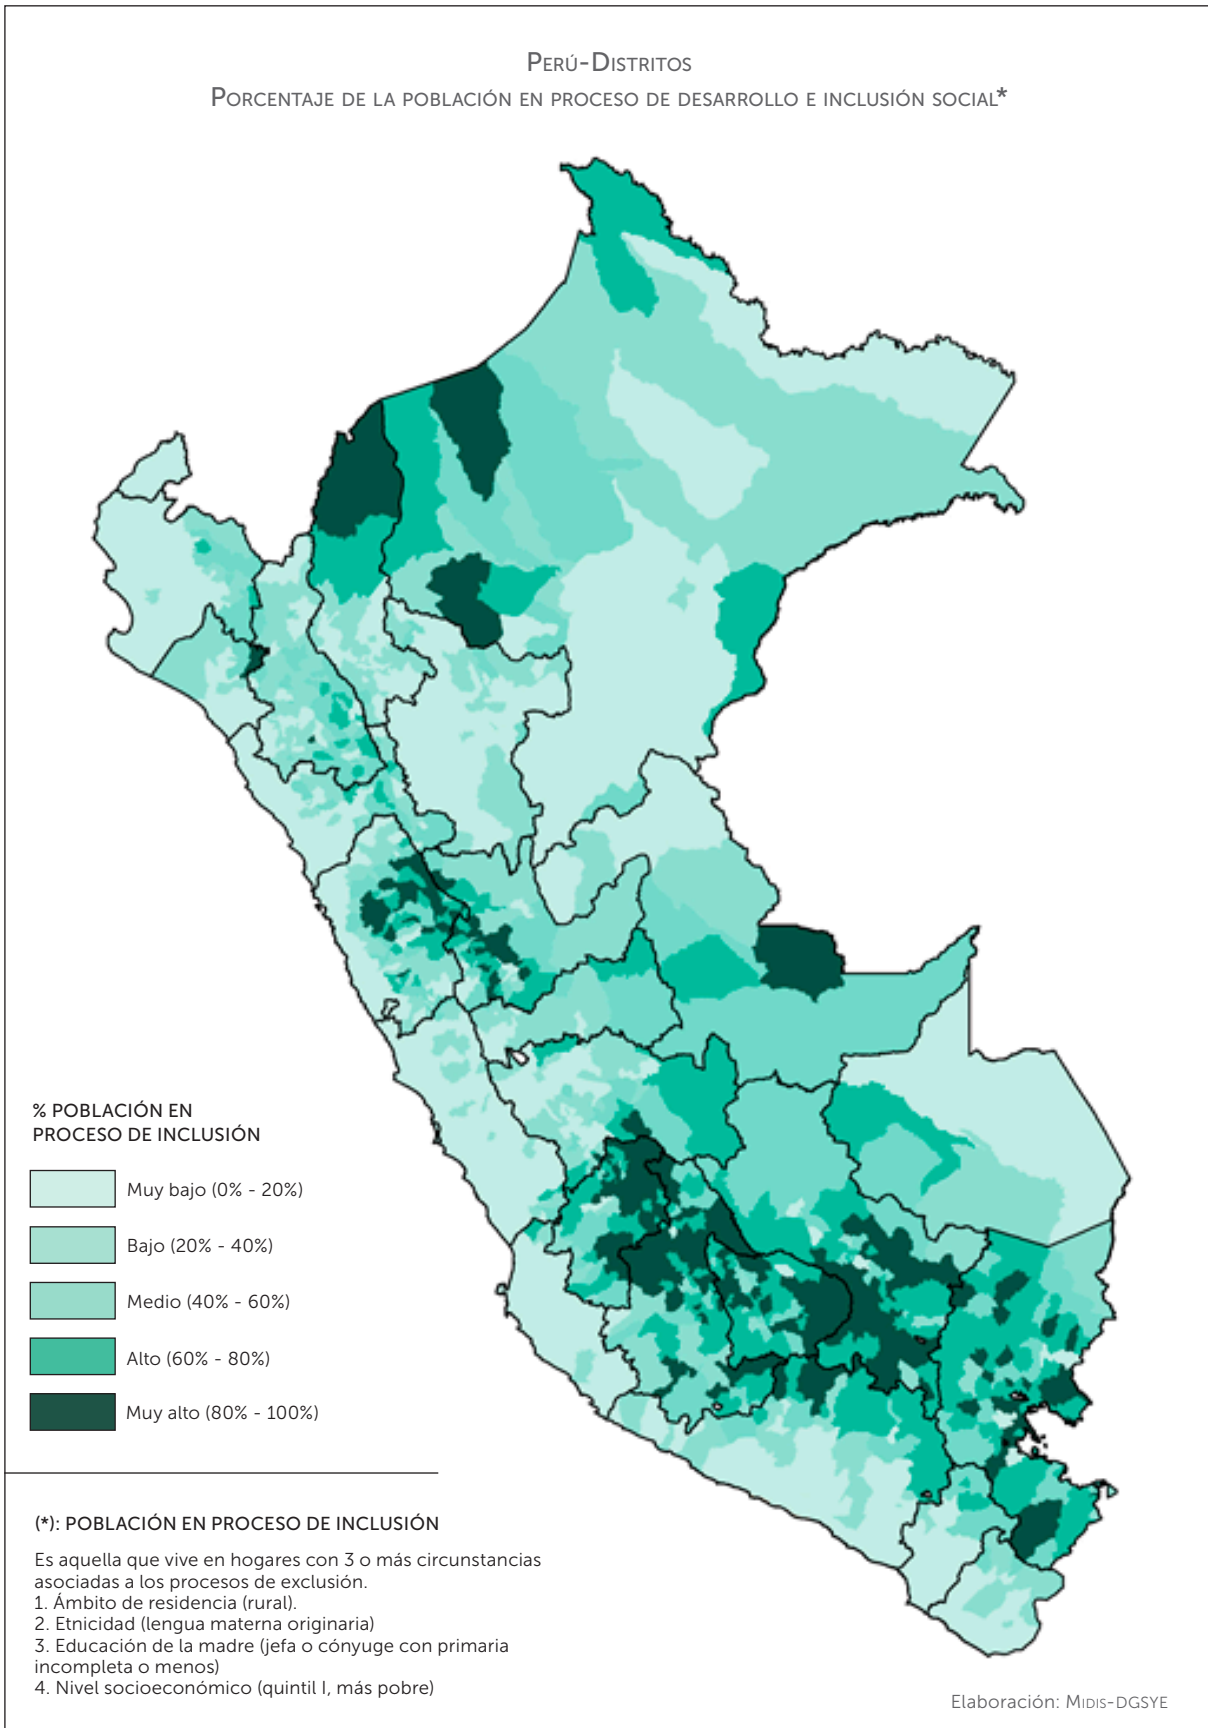 Perú-Distritos
Porcentaje de la población en proceso de desarrollo e inclusión social*
% POBLACIÓN EN
PROCESO DE INCLUSIÓN
Muy bajo (0% - 20%)
Bajo (20% - 40%)
Medio (40% - 60%)
Alto (60% - 80%)
Muy alto (80% - 100%)
(*): POBLACIÓN EN PROCESO DE INCLUSIÓN
Es aquella que vive en hogares con 3 o más circunstancias
asociadas a los procesos de exclusión.
1. Ámbito de residencia (rural).
2. Etnicidad (lengua materna originaria)
3. Educación de la madre (jefa o cónyuge con primaria
incompleta o menos)
4. Nivel socioeconómico (quintil I, más pobre)
Elaboración: Midis-DGSYE